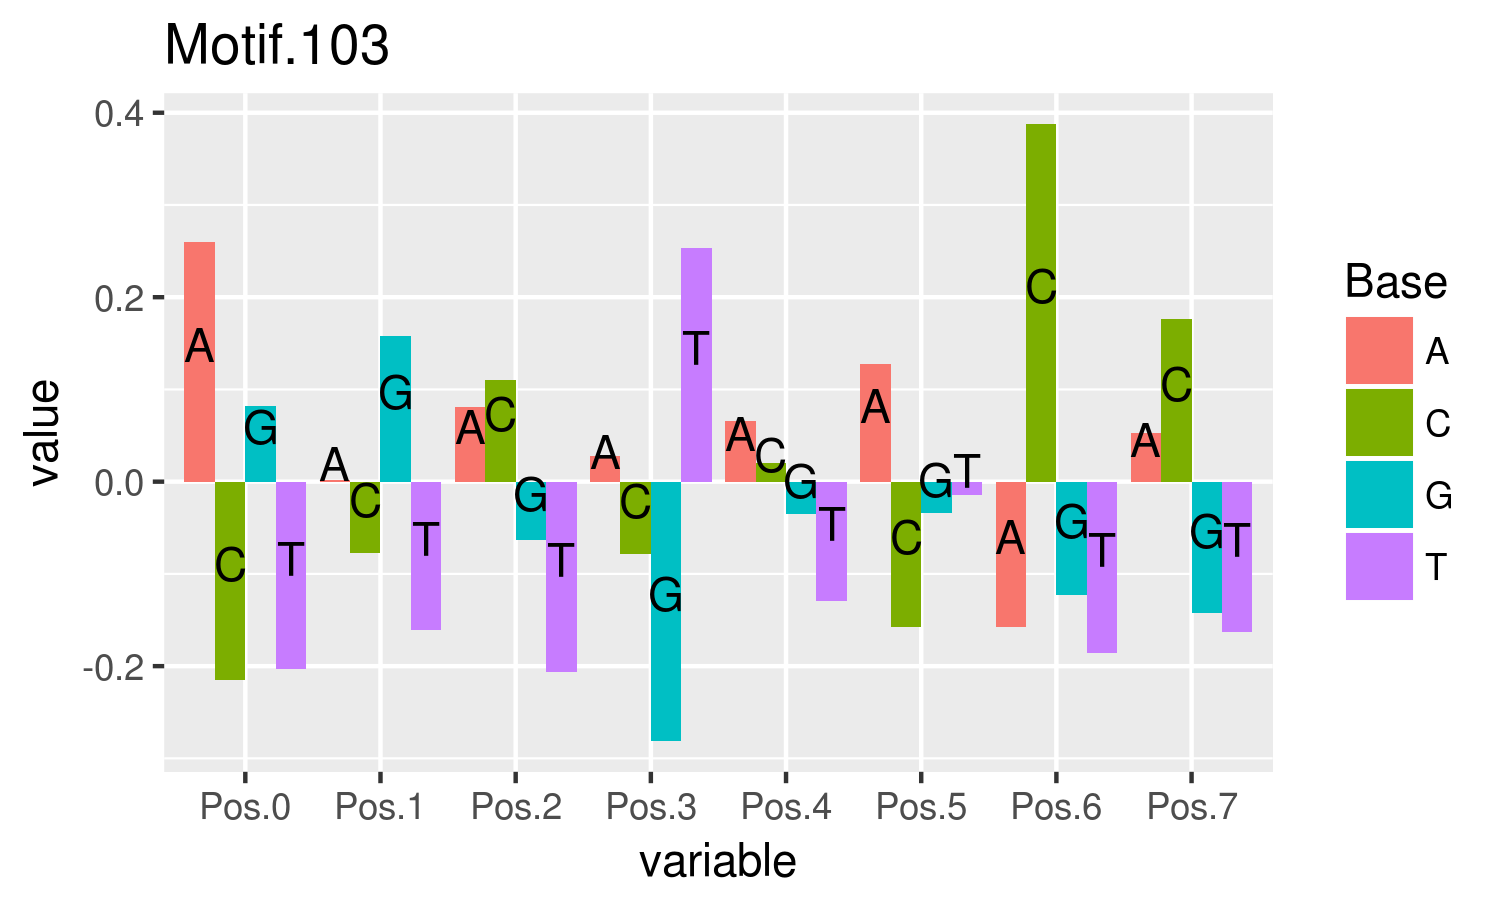 Motif.103
0.4
0.2
0.0
-0.2
value
A C G T
A C G T
A C G T
A C G T
A C G T
A C G T
A C G T
A C G T
Pos.0 Pos.1 Pos.2 Pos.3 Pos.4 Pos.5 Pos.6 Pos.7
variable
Base
A
C
G
T